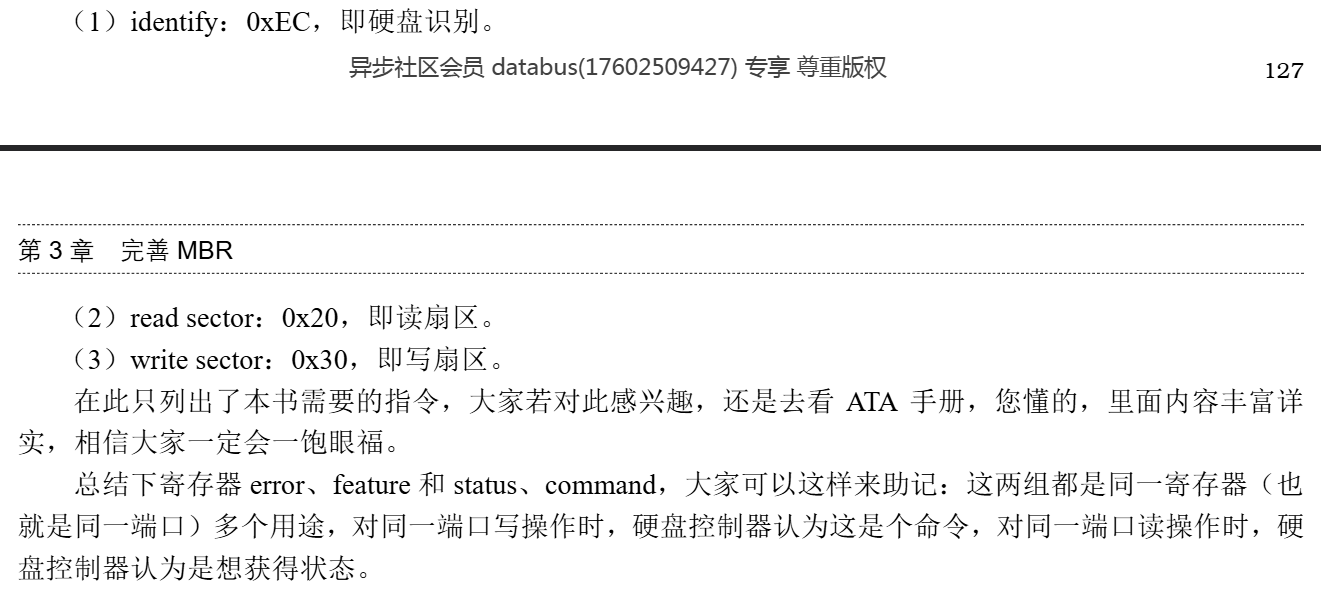 （1）identify：0xEC，即硬盘识别。
异步社区会员 databus(17602509427) 专享 尊重版权
127
第 3 章 完善 MBR
（2）read sector：0x20，即读扇区。
（3）write sector：0x30，即写扇区。
在此只列出了本书需要的指令，大家若对此感兴趣，还是去看 ATA 手册，您懂的，里面内容丰富详
实，相信大家一定会一饱眼福。
总结下寄存器 error、feature 和 status、command，大家可以这样来助记：这两组都是同一寄存器（也
就是同一端口）多个用途，对同一端口写操作时，硬盘控制器认为这是个命令，对同一端口读操作时，硬
盘控制器认为是想获得状态。